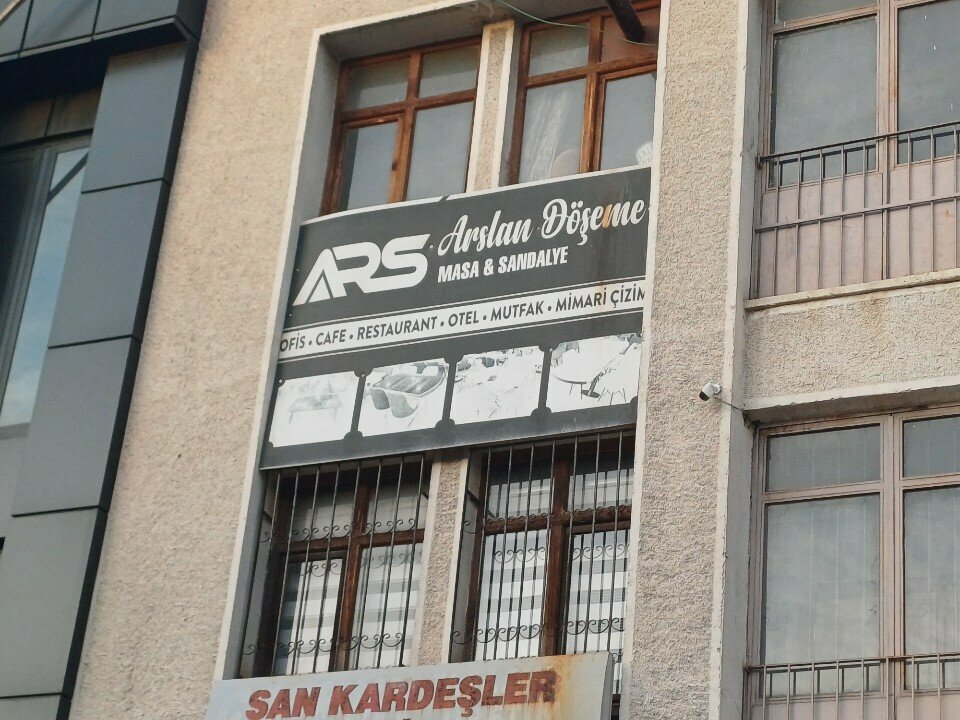 ARS Arslan Döşeme
MASA & SANDALYE
OFİS • CAFE • RESTAURANT • OTEL • MUTFAK • MİMARİ ÇİZİM
SAN KARDEŞLER